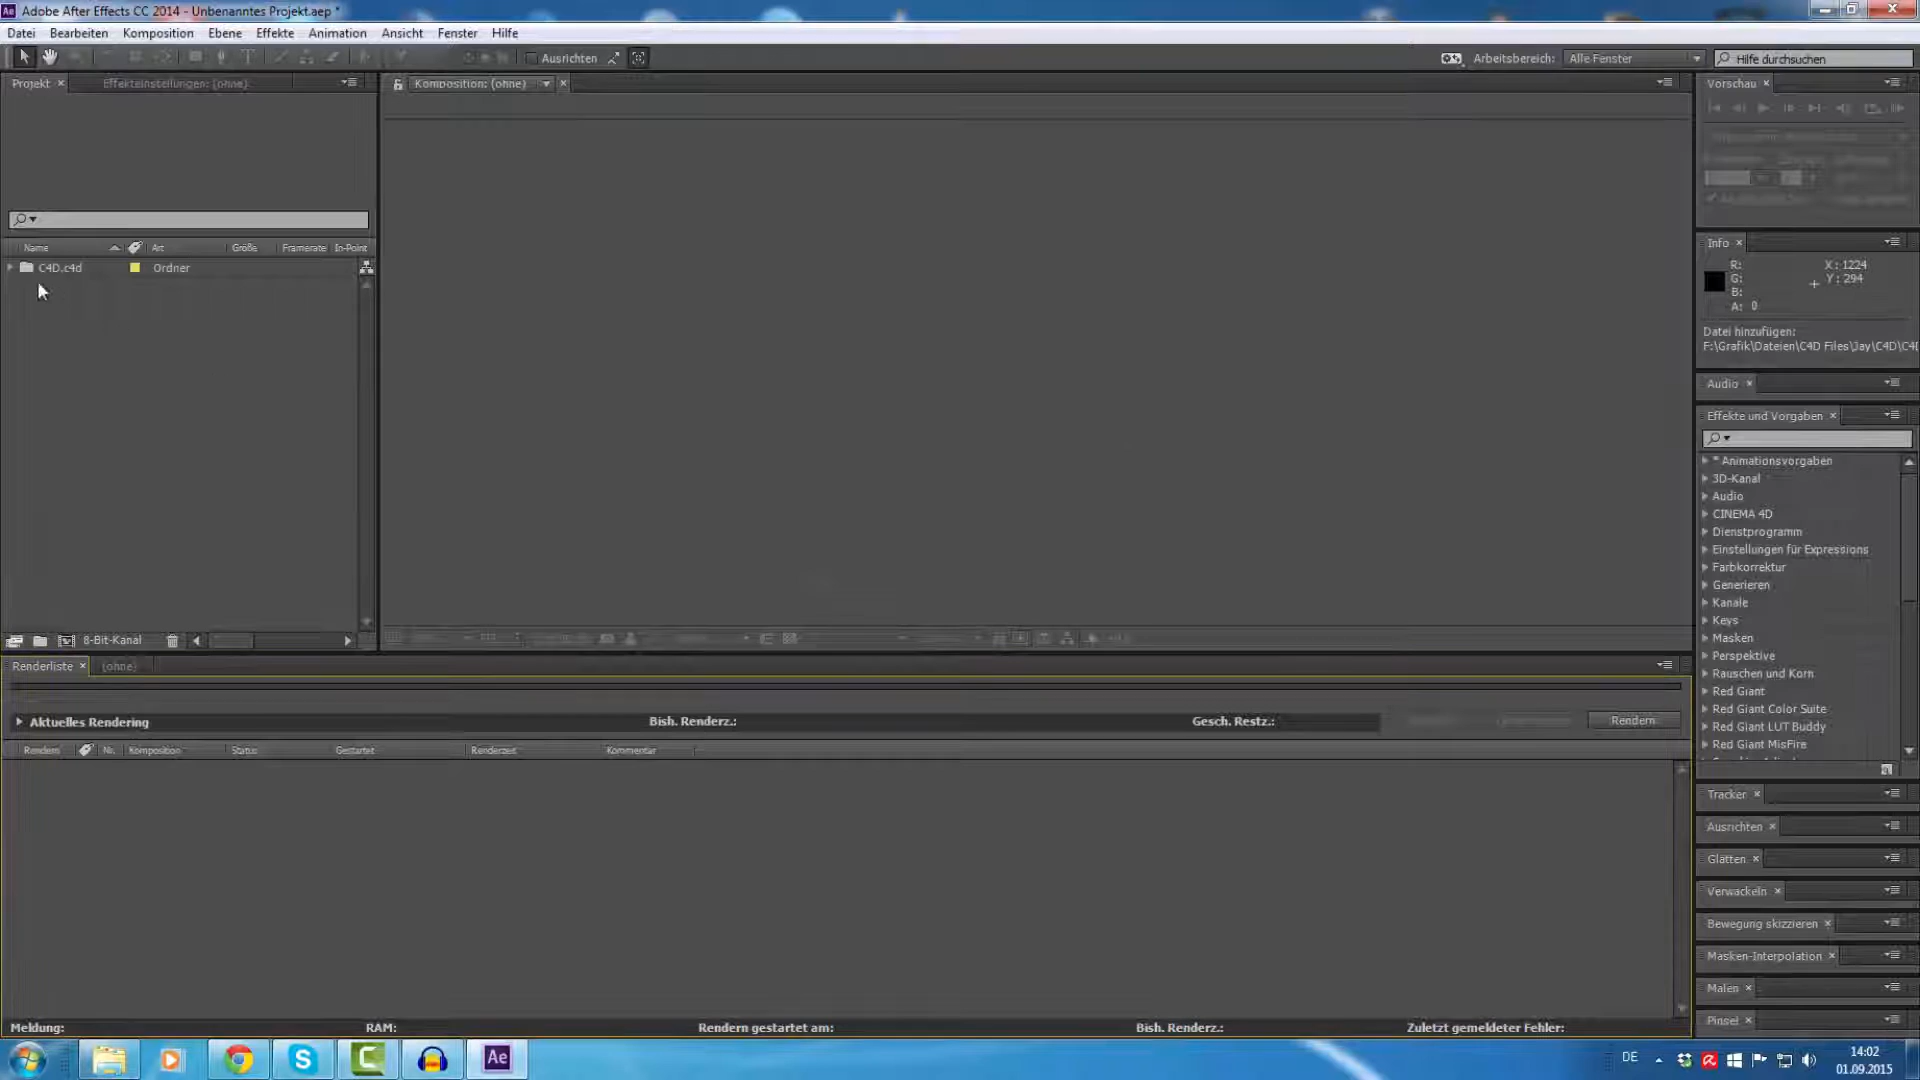 Adobe After Effects CC 2014 - Unbenanntes Projekt.aep *
Datei Bearbeiten Komposition Ebene Effekte Animation Ansicht Fenster Hilfe
Ausrichten
Arbeitsbereich: Alle Fenster
Hilfe durchsuchen
Projekt
Effekteinstellungen: (ohne)
Komposition: (ohne)
Vorschau
Name Art Größe Framerate In-Point
C4D.c4d Ordner
Info
R: X : 1224
G: Y : 294
B:
A: 0
Datei hinzufügen:
F:\Grafik\Dateien\C4D Files\Jay\C4D\C4
Audio
Effekte und Vorgaben
* Animationsvorgaben
3D-Kanal
Audio
CINEMA 4D
Dienstprogramm
Einstellungen für Expressions
Farbkorrektur
Generieren
Kanäle
Keys
Masken
Perspektive
Rauschen und Korn
Red Giant
Red Giant Color Suite
Red Giant LUT Buddy
Red Giant MisFire
8-Bit-Kanal
Renderliste (ohne)
Aktuelles Rendering Bish. Renderz.: Gesch. Restz.: Rendern
Rendern Nr. Komposition Status Gestartet Renderzeit Kommentar
Tracker
Ausrichten
Glätten
Verwackeln
Bewegung skizzieren
Masken-Interpolation
Malen
Pinsel
Meldung: RAM: Rendern gestartet am: Bish. Renderz.: Zuletzt gemeldeter Fehler:
DE
14:02
01.09.2015